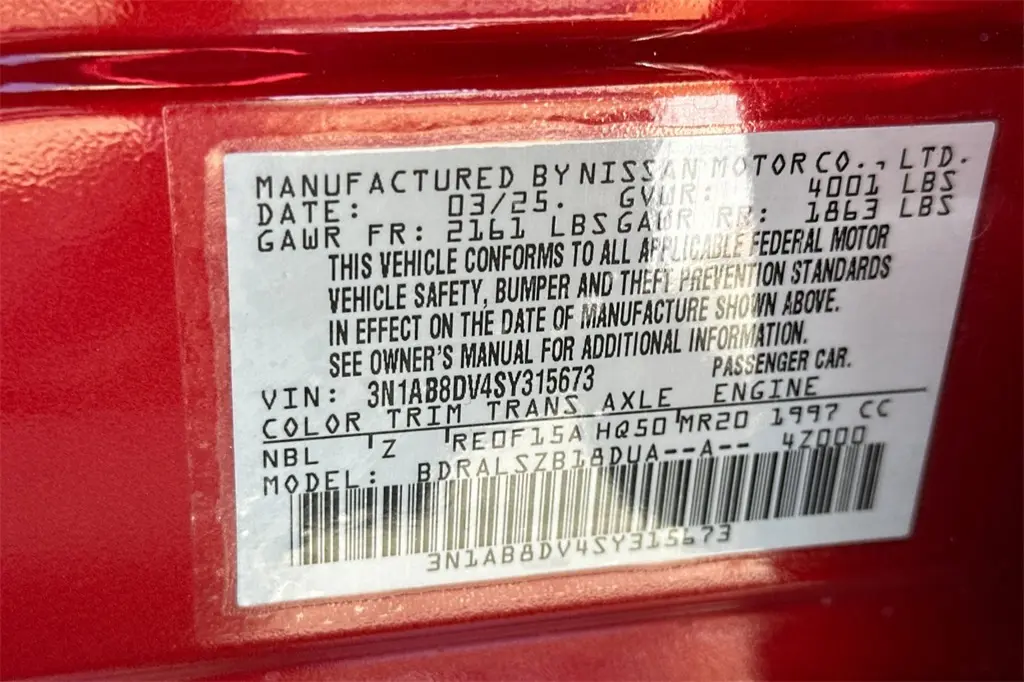 MANUFACTURED BY NISSAN MOTOR CO., LTD.
DATE: 03/25. GVWR: 4001 LBS
GAWR FR: 2161 LBS GAWR RR: 1863 LBS
THIS VEHICLE CONFORMS TO ALL APPLICABLE FEDERAL MOTOR
VEHICLE SAFETY, BUMPER AND THEFT PREVENTION STANDARDS
IN EFFECT ON THE DATE OF MANUFACTURE SHOWN ABOVE.
SEE OWNER'S MANUAL FOR ADDITIONAL INFORMATION.
PASSENGER CAR.
VIN: 3N1AB8DV4SY315673
COLOR TRIM TRANS AXLE ENGINE
NBL Z RE0F15A HQ50 MR20 1997 CC
MODEL: BDRALSZB18DUA--A-- 4Z000
3N1AB8DV4SY315673